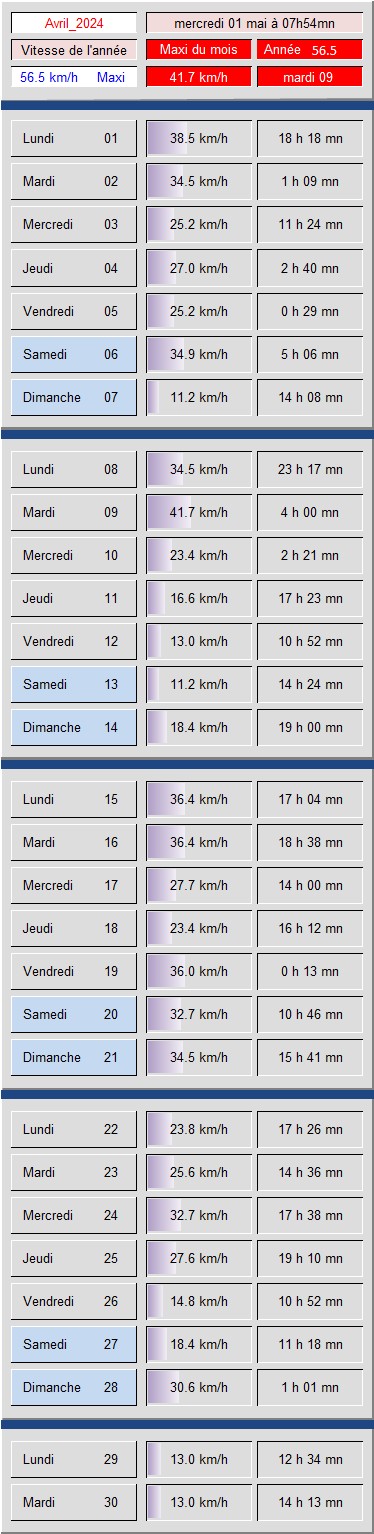 Avril_2024 mercredi 01 mai à 07h54mn
Vitesse de l'année Maxi du mois Année 56.5
56.5 km/h Maxi 41.7 km/h mardi 09
Lundi 01 38.5 km/h 18 h 18 mn
Mardi 02 34.5 km/h 1 h 09 mn
Mercredi 03 25.2 km/h 11 h 24 mn
Jeudi 04 27.0 km/h 2 h 40 mn
Vendredi 05 25.2 km/h 0 h 29 mn
Samedi 06 34.9 km/h 5 h 06 mn
Dimanche 07 11.2 km/h 14 h 08 mn
Lundi 08 34.5 km/h 23 h 17 mn
Mardi 09 41.7 km/h 4 h 00 mn
Mercredi 10 23.4 km/h 2 h 21 mn
Jeudi 11 16.6 km/h 17 h 23 mn
Vendredi 12 13.0 km/h 10 h 52 mn
Samedi 13 11.2 km/h 14 h 24 mn
Dimanche 14 18.4 km/h 19 h 00 mn
Lundi 15 36.4 km/h 17 h 04 mn
Mardi 16 36.4 km/h 18 h 38 mn
Mercredi 17 27.7 km/h 14 h 00 mn
Jeudi 18 23.4 km/h 16 h 12 mn
Vendredi 19 36.0 km/h 0 h 13 mn
Samedi 20 32.7 km/h 10 h 46 mn
Dimanche 21 34.5 km/h 15 h 41 mn
Lundi 22 23.8 km/h 17 h 26 mn
Mardi 23 25.6 km/h 14 h 36 mn
Mercredi 24 32.7 km/h 17 h 38 mn
Jeudi 25 27.6 km/h 19 h 10 mn
Vendredi 26 14.8 km/h 10 h 52 mn
Samedi 27 18.4 km/h 11 h 18 mn
Dimanche 28 30.6 km/h 1 h 01 mn
Lundi 29 13.0 km/h 12 h 34 mn
Mardi 30 13.0 km/h 14 h 13 mn